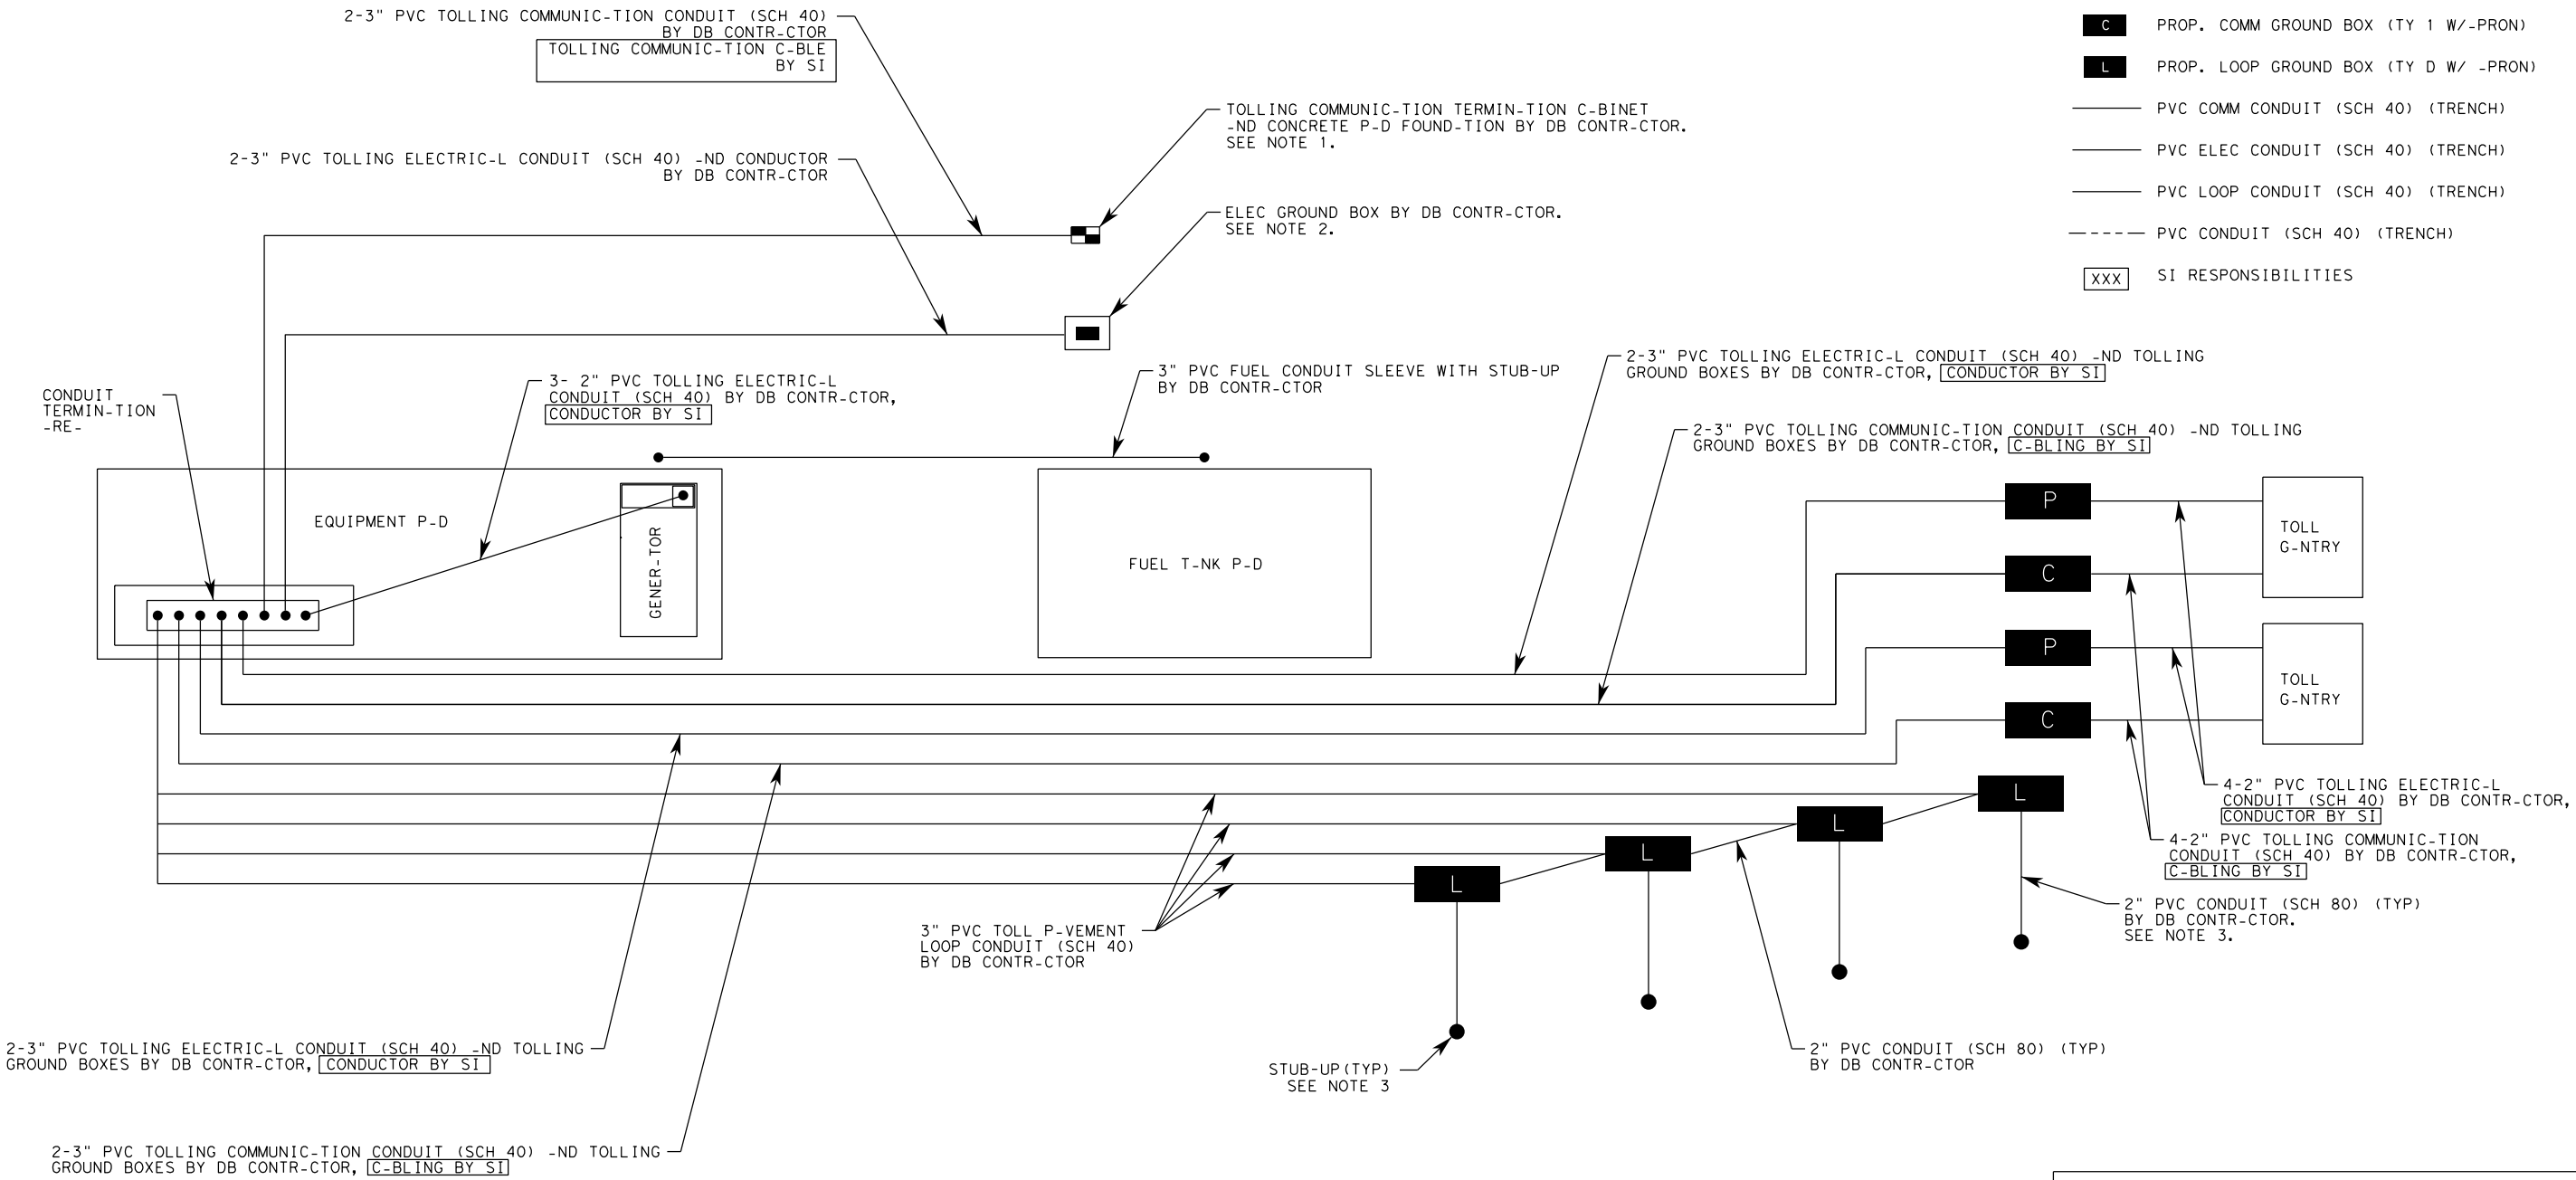 2-3" PVC TOLLING COMMUNIC-TION CONDUIT (SCH 40)
BY DB CONTR-CTOR
TOLLING COMMUNIC-TION C-BLE
BY SI
2-3" PVC TOLLING ELECTRIC-L CONDUIT (SCH 40) -ND CONDUCTOR
BY DB CONTR-CTOR
TOLLING COMMUNIC-TION TERMIN-TION C-BINET
-ND CONCRETE P-D FOUND-TION BY DB CONTR-CTOR.
SEE NOTE 1.
ELEC GROUND BOX BY DB CONTR-CTOR.
SEE NOTE 2.
C PROP. COMM GROUND BOX (TY 1 W/-PRON)
L PROP. LOOP GROUND BOX (TY D W/ -PRON)
PVC COMM CONDUIT (SCH 40) (TRENCH)
PVC ELEC CONDUIT (SCH 40) (TRENCH)
PVC LOOP CONDUIT (SCH 40) (TRENCH)
PVC CONDUIT (SCH 40) (TRENCH)
XXX SI RESPONSIBILITIES
CONDUIT
TERMIN-TION
-RE-
3- 2" PVC TOLLING ELECTRIC-L
CONDUIT (SCH 40) BY DB CONTR-CTOR,
CONDUCTOR BY SI
3" PVC FUEL CONDUIT SLEEVE WITH STUB-UP
BY DB CONTR-CTOR
2-3" PVC TOLLING ELECTRIC-L CONDUIT (SCH 40) -ND TOLLING
GROUND BOXES BY DB CONTR-CTOR, CONDUCTOR BY SI
2-3" PVC TOLLING COMMUNIC-TION CONDUIT (SCH 40) -ND TOLLING
GROUND BOXES BY DB CONTR-CTOR, C-BLING BY SI
EQUIPMENT P-D
GENER-TOR
FUEL T-NK P-D
P
C
TOLL
G-NTRY
P
C
TOLL
G-NTRY
L
L
L
L
4-2" PVC TOLLING ELECTRIC-L
CONDUIT (SCH 40) BY DB CONTR-CTOR,
CONDUCTOR BY SI
4-2" PVC TOLLING COMMUNIC-TION
CONDUIT (SCH 40) BY DB CONTR-CTOR,
C-BLING BY SI
2" PVC CONDUIT (SCH 80) (TYP)
BY DB CONTR-CTOR.
SEE NOTE 3.
3" PVC TOLL P-VEMENT
LOOP CONDUIT (SCH 40)
BY DB CONTR-CTOR
2-3" PVC TOLLING ELECTRIC-L CONDUIT (SCH 40) -ND TOLLING
GROUND BOXES BY DB CONTR-CTOR, CONDUCTOR BY SI
STUB-UP(TYP)
SEE NOTE 3
2" PVC CONDUIT (SCH 80) (TYP)
BY DB CONTR-CTOR
2-3" PVC TOLLING COMMUNIC-TION CONDUIT (SCH 40) -ND TOLLING
GROUND BOXES BY DB CONTR-CTOR, C-BLING BY SI